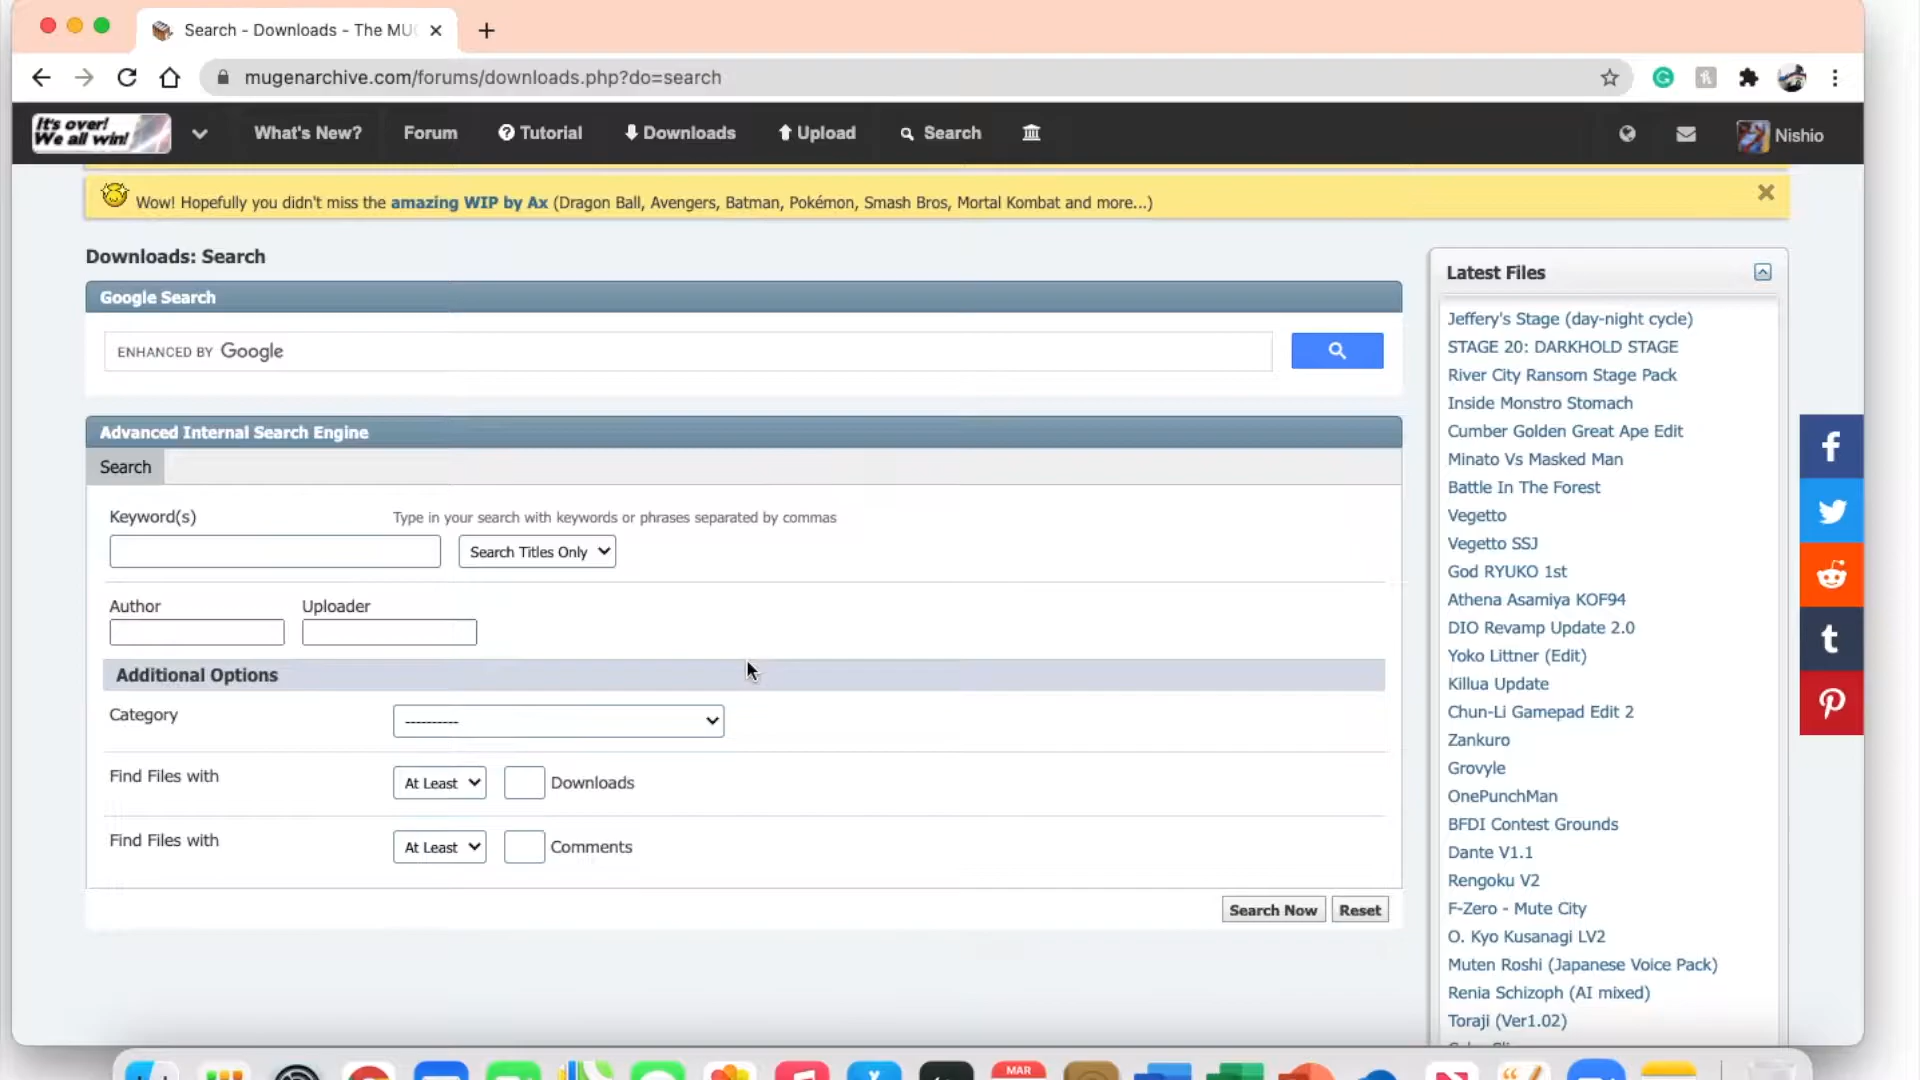 Search - Downloads - The MU
mugenarchive.com/forums/downloads.php?do=search
It's over!
We all win!
What's New?
Forum
Tutorial
Downloads
Upload
Search
Nishio
Wow! Hopefully you didn't miss the amazing WIP by Ax (Dragon Ball, Avengers, Batman, Pokémon, Smash Bros, Mortal Kombat and more...)
Downloads: Search
Google Search
ENHANCED BY Google
Advanced Internal Search Engine
Search
Keyword(s)
Type in your search with keywords or phrases separated by commas
Search Titles Only
Author
Uploader
Additional Options
Category
----------
Find Files with
At Least
Downloads
Find Files with
At Least
Comments
Search Now
Reset
Latest Files
Jeffery's Stage (day-night cycle)
STAGE 20: DARKHOLD STAGE
River City Ransom Stage Pack
Inside Monstro Stomach
Cumber Golden Great Ape Edit
Minato Vs Masked Man
Battle In The Forest
Vegetto
Vegetto SSJ
God RYUKO 1st
Athena Asamiya KOF94
DIO Revamp Update 2.0
Yoko Littner (Edit)
Killua Update
Chun-Li Gamepad Edit 2
Zankuro
Grovyle
OnePunchMan
BFDI Contest Grounds
Dante V1.1
Rengoku V2
F-Zero - Mute City
O. Kyo Kusanagi LV2
Muten Roshi (Japanese Voice Pack)
Renia Schizoph (AI mixed)
Toraji (Ver1.02)
MAR